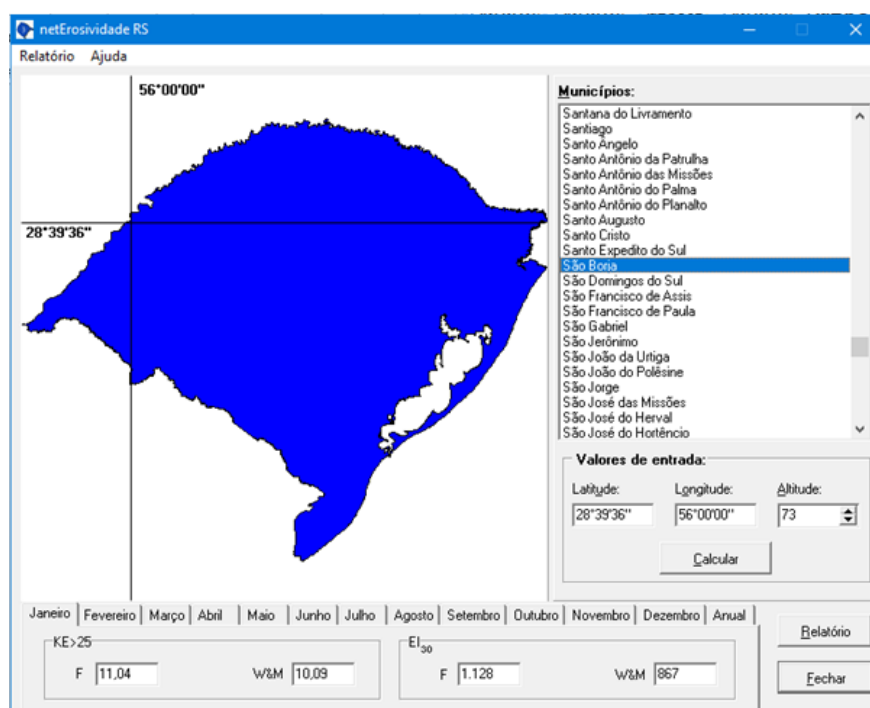 netErosividade RS
Relatório Ajuda
56°00'00"
28°39'36"
Municípios:
Santana do Livramento
Santiago
Santo Ângelo
Santo Antônio da Patrulha
Santo Antônio das Missões
Santo Antônio do Palma
Santo Antônio do Planalto
Santo Augusto
Santo Cristo
Santo Expedito do Sul
São Borja
São Domingos do Sul
São Francisco de Assis
São Francisco de Paula
São Gabriel
São Jerônimo
São João da Urtiga
São João do Polêsine
São Jorge
São José das Missões
São José do Herval
São José do Hortêncio
Valores de entrada:
Latitude: Longitude: Altitude:
28°39'36" 56°00'00" 73
Calcular
Janeiro Fevereiro Março Abril Maio Junho Julho Agosto Setembro Outubro Novembro Dezembro Anual
KE>25 EI30
F 11,04 W&M 10,09 F 1.128 W&M 867
Relatório
Fechar